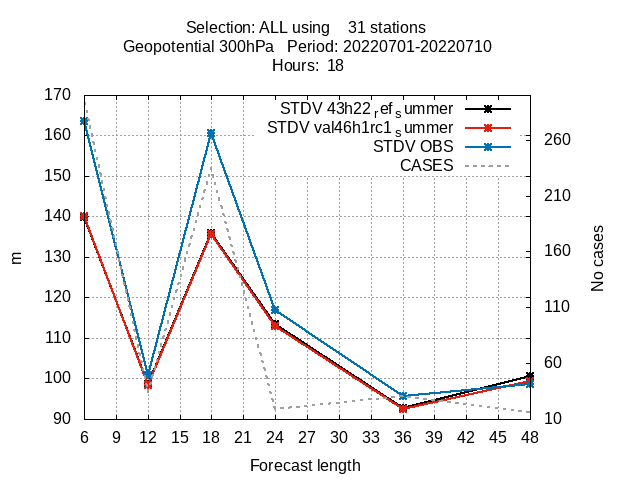 Selection: ALL using    31 stations
Geopotential 300hPa   Period: 20220701-20220710
Hours:  18
STDV 43h22_ref_summer
STDV val46h1rc1_summer
STDV OBS
CASES
170
160
150
140
130
120
110
100
90
m
260
210
160
110
60
10
No cases
6 9 12 15 18 21 24 27 30 33 36 39 42 45 48
Forecast length